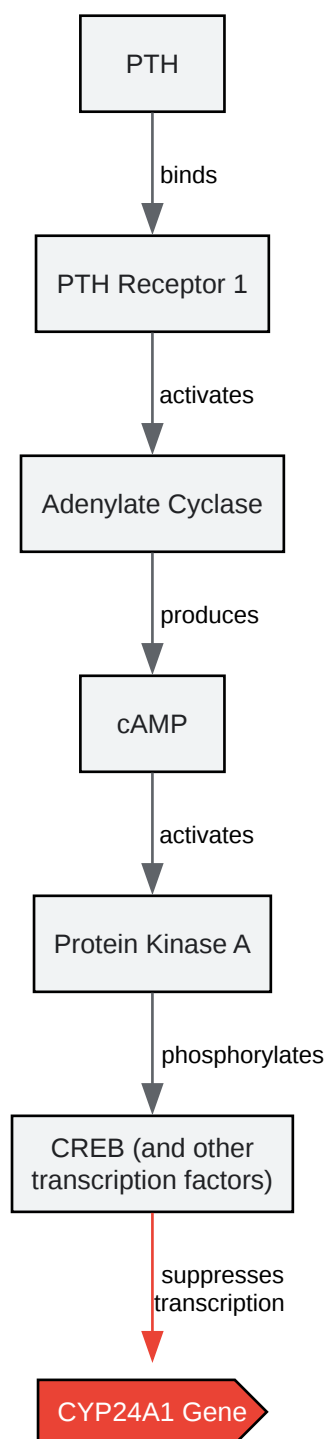 PTH
binds
PTH Receptor 1
activates
Adenylate Cyclase
produces
cAMP
activates
Protein Kinase A
phosphorylates
CREB (and other
transcription factors)
suppresses
transcription
CYP24A1 Gene